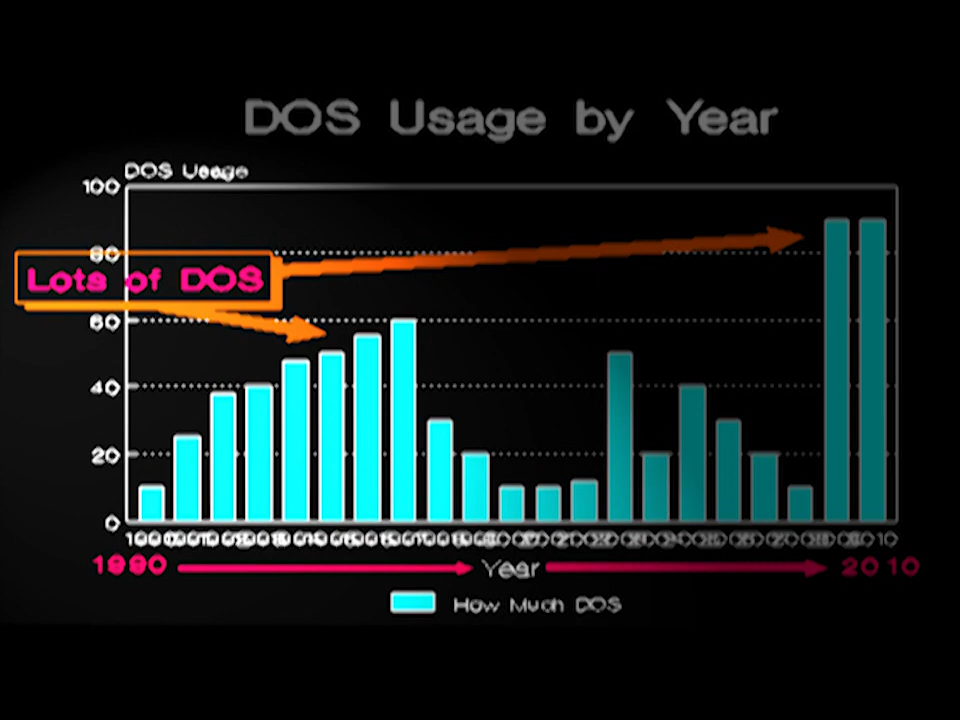 DOS Usage by Year
DOS Usage
100
80
Lots of DOS
60
40
20
0
1990 Year 2010
How Much DOS